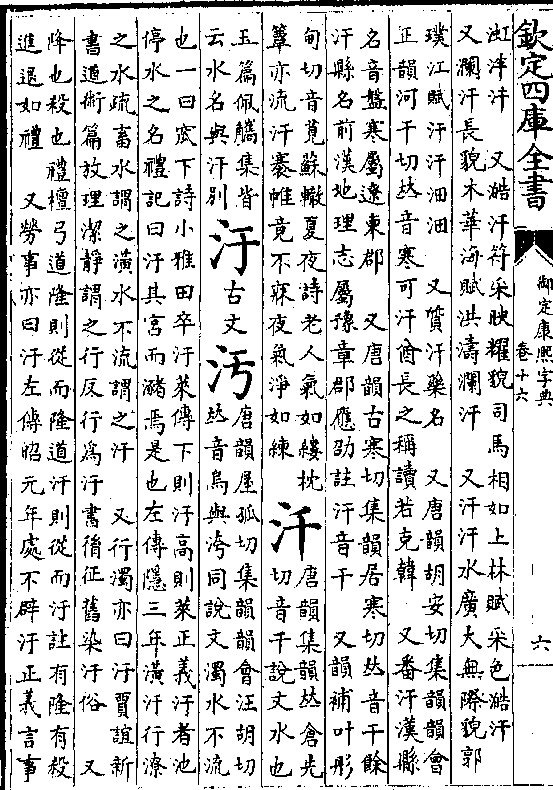 欽定四庫全書
御定康熙字典
卷十六
六
汗　又澔汗符采映耀貌司馬相如上林賦采色澔汗
又瀾汗長貌木華海賦洪濤瀾汗　又汗汗水廣大無際貌郭
璞江賦汗汗沺沺　又質汗藥名　又唐韻胡安切集韻韻會
正韻河干切𠀤音寒可汗酋長之稱讀若克韓　又番汗漢縣
名音盤寒屬遼東郡　又唐韻古寒切集韻居寒切𠀤音干餘
汗縣名前漢地理志屬豫章郡應劭註汗音干　又韻補叶形
甸切音莧蘇轍夏夜詩老人氣如縷枕
簟亦流汗褰帷竟不寐夜氣淨如練
汘
唐韻集韻𠀤倉先
切音千說文水也
玉篇佩觿集皆
云水名與汗別
汙古文汚
唐韻屋孤切集韻韻會汪胡切
𠀤音烏與洿同說文濁水不流
也一曰窊下詩小雅田卒汙萊傳下則汙高則萊正義汙者池
停水之名禮記曰汙其宮而瀦焉是也左傳隱三年潢汙行潦
之水疏畜水謂之潢水不流謂之汙　又行濁亦曰汙賈誼新
書道術篇放理潔靜謂之行反行爲汙書胤征舊染汙俗　又
降也殺也禮檀弓道隆則從而隆道汙則從而汙註有隆有殺
進退如禮　又勞事亦曰汙左傳昭元年處不辟汙正義言事